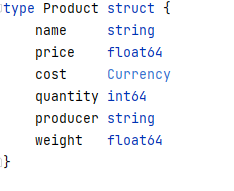 type Product struct {
    name     string
    price    float64
    cost     Currency
    quantity int64
    producer string
    weight   float64
}